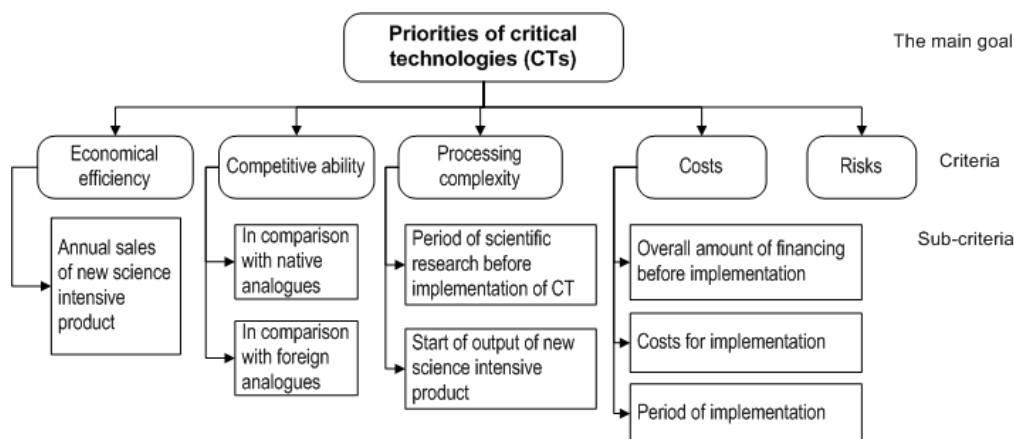 Priorities of critical
technologies (CTs)
The main goal
Economical
efficiency
Competitive ability
Processing
complexity
Costs
Risks
Criteria
Sub-criteria
Annual sales
of new science
intensive
product
In comparison
with native
analogues
In comparison
with foreign
analogues
Period of scientific
research before
implementation of CT
Start of output of new
science intensive
product
Overall amount of financing
before implementation
Costs for implementation
Period of implementation